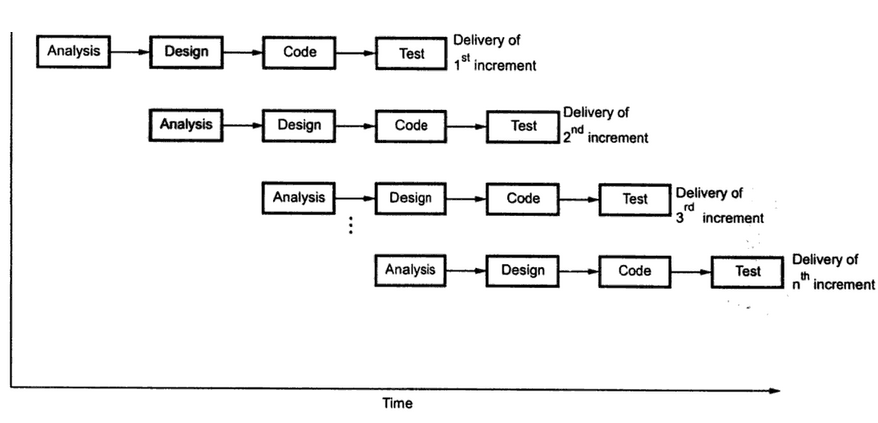 Analysis Design Code Test Delivery of
1st increment
Analysis Design Code Test Delivery of
2nd increment
Analysis Design Code Test Delivery of
3rd increment
Analysis Design Code Test Delivery of
nth increment
Time